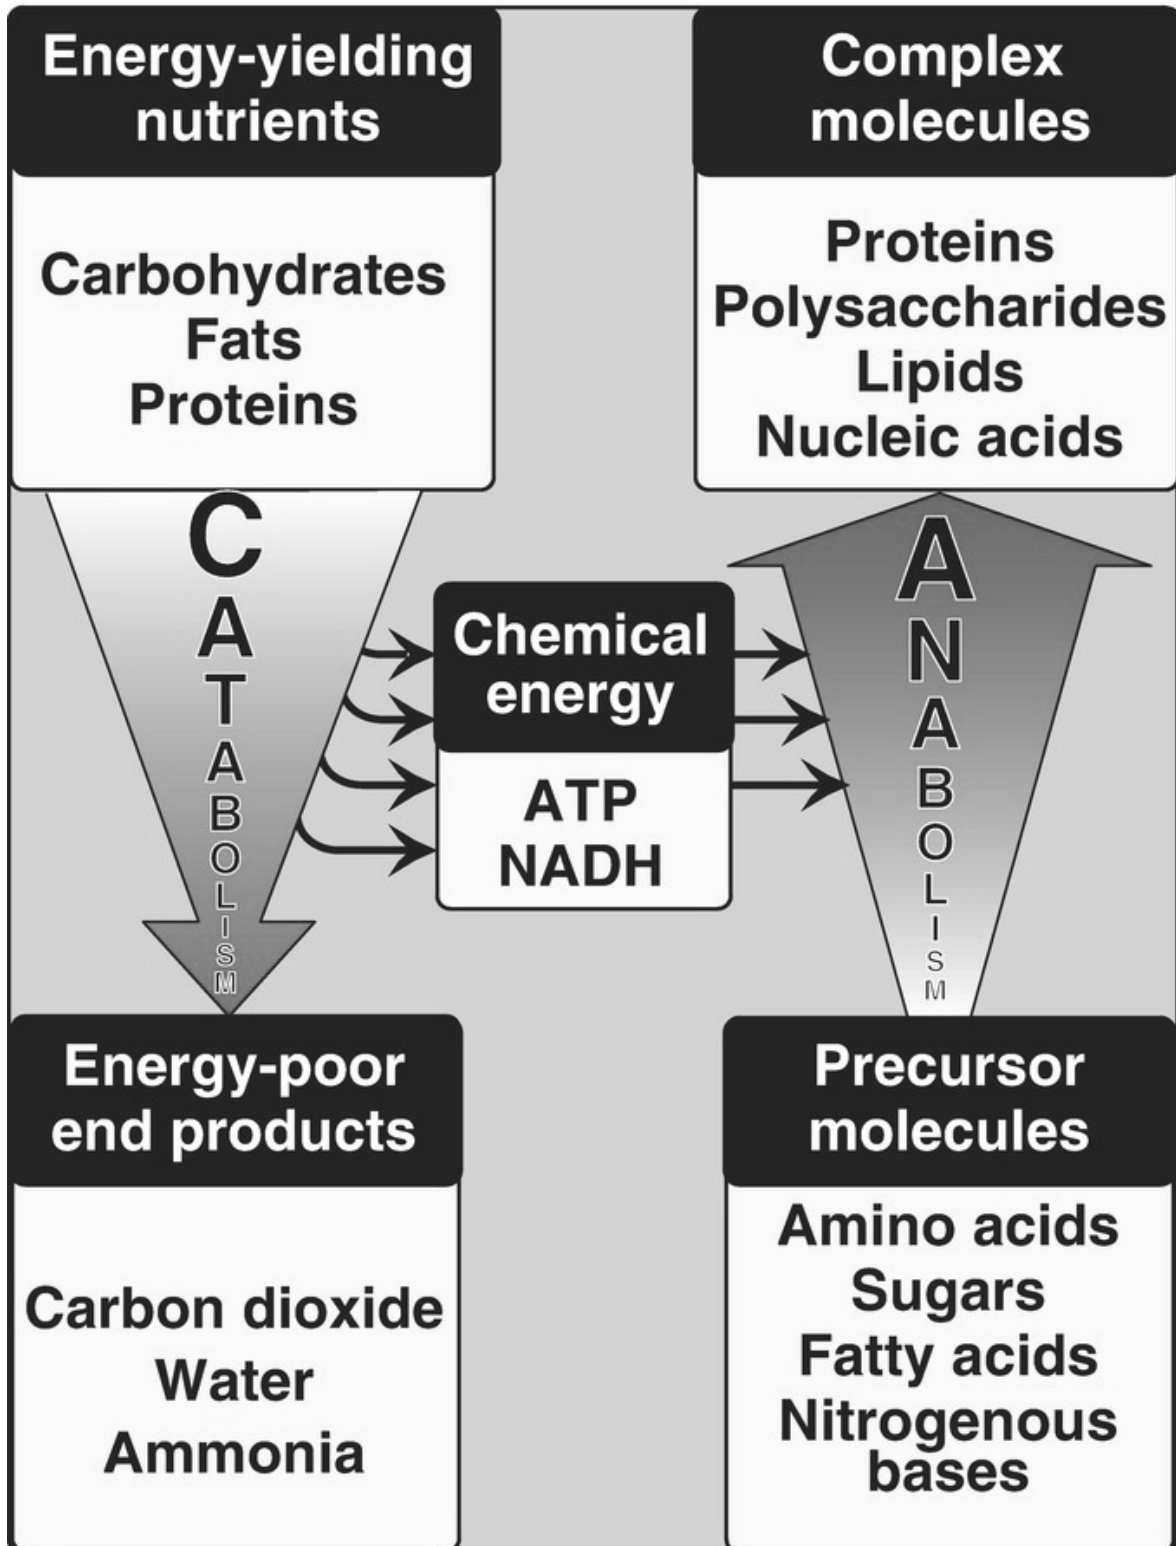 Energy-yielding
nutrients
Carbohydrates
Fats
Proteins
Complex
molecules
Proteins
Polysaccharides
Lipids
Nucleic acids
CATABOLISM
Chemical
energy
ATP
NADH
ANABOLISM
Energy-poor
end products
Carbon dioxide
Water
Ammonia
Precursor
molecules
Amino acids
Sugars
Fatty acids
Nitrogenous
bases